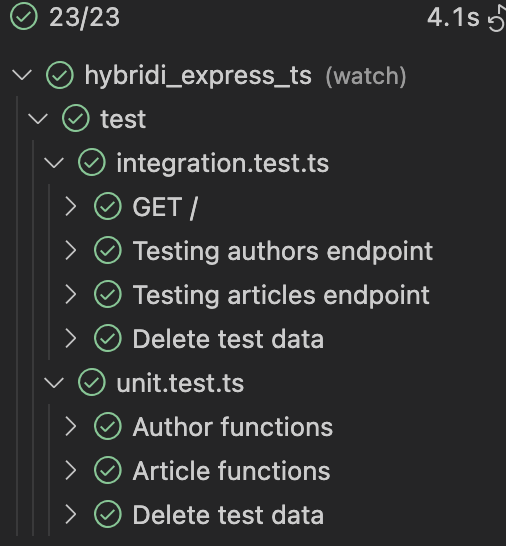 23/23 4.1s
hybridi_express_ts (watch)
test
integration.test.ts
GET /
Testing authors endpoint
Testing articles endpoint
Delete test data
unit.test.ts
Author functions
Article functions
Delete test data